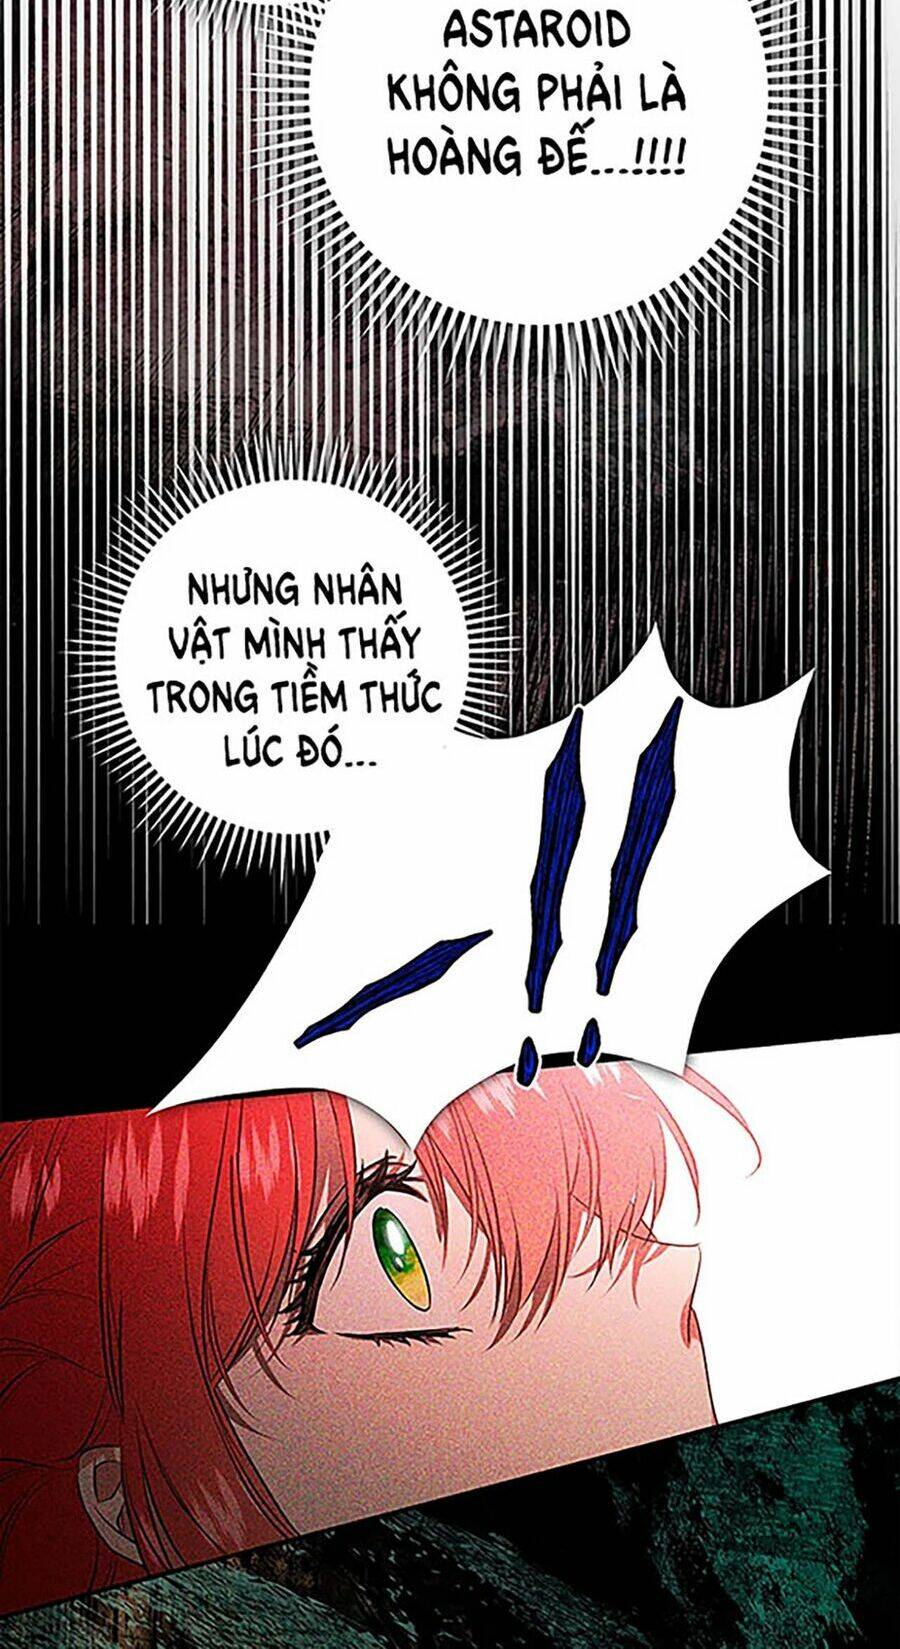 ASTAROID
KHÔNG PHẢI LÀ
HOÀNG ĐẾ...!!!!
NHƯNG NHÂN
VẬT MÌNH THẤY
TRONG TIỀM THỨC
LÚC ĐÓ...
-!!